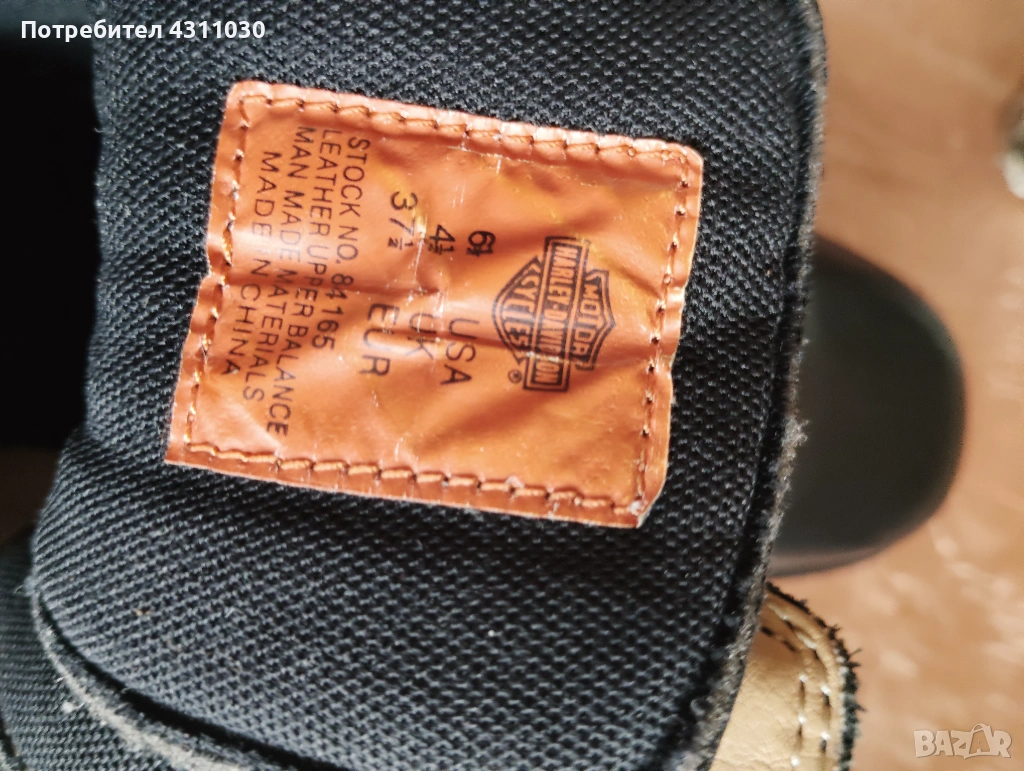 Потребител 4311030
MOTOR
HARLEY-DAVIDSON
CYCLES
®
6½ USA
4½ UK
37½ EUR
STOCK NO. 84165
LEATHER UPPER BALANCE
MAN MADE MATERIALS
MADE IN CHINA
BAZAR